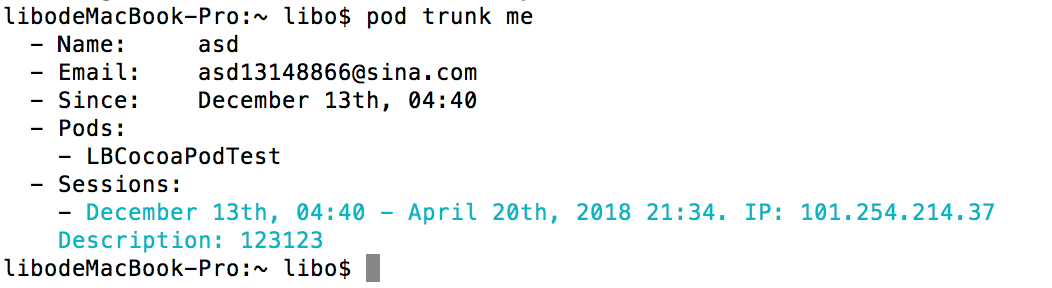 libodeMacBook-Pro:~ libo$ pod trunk me
  - Name:     asd
  - Email:    asd13148866@sina.com
  - Since:    December 13th, 04:40
  - Pods:
    - LBCocoaPodTest
  - Sessions:
    - December 13th, 04:40 - April 20th, 2018 21:34. IP: 101.254.214.37
    Description: 123123
libodeMacBook-Pro:~ libo$